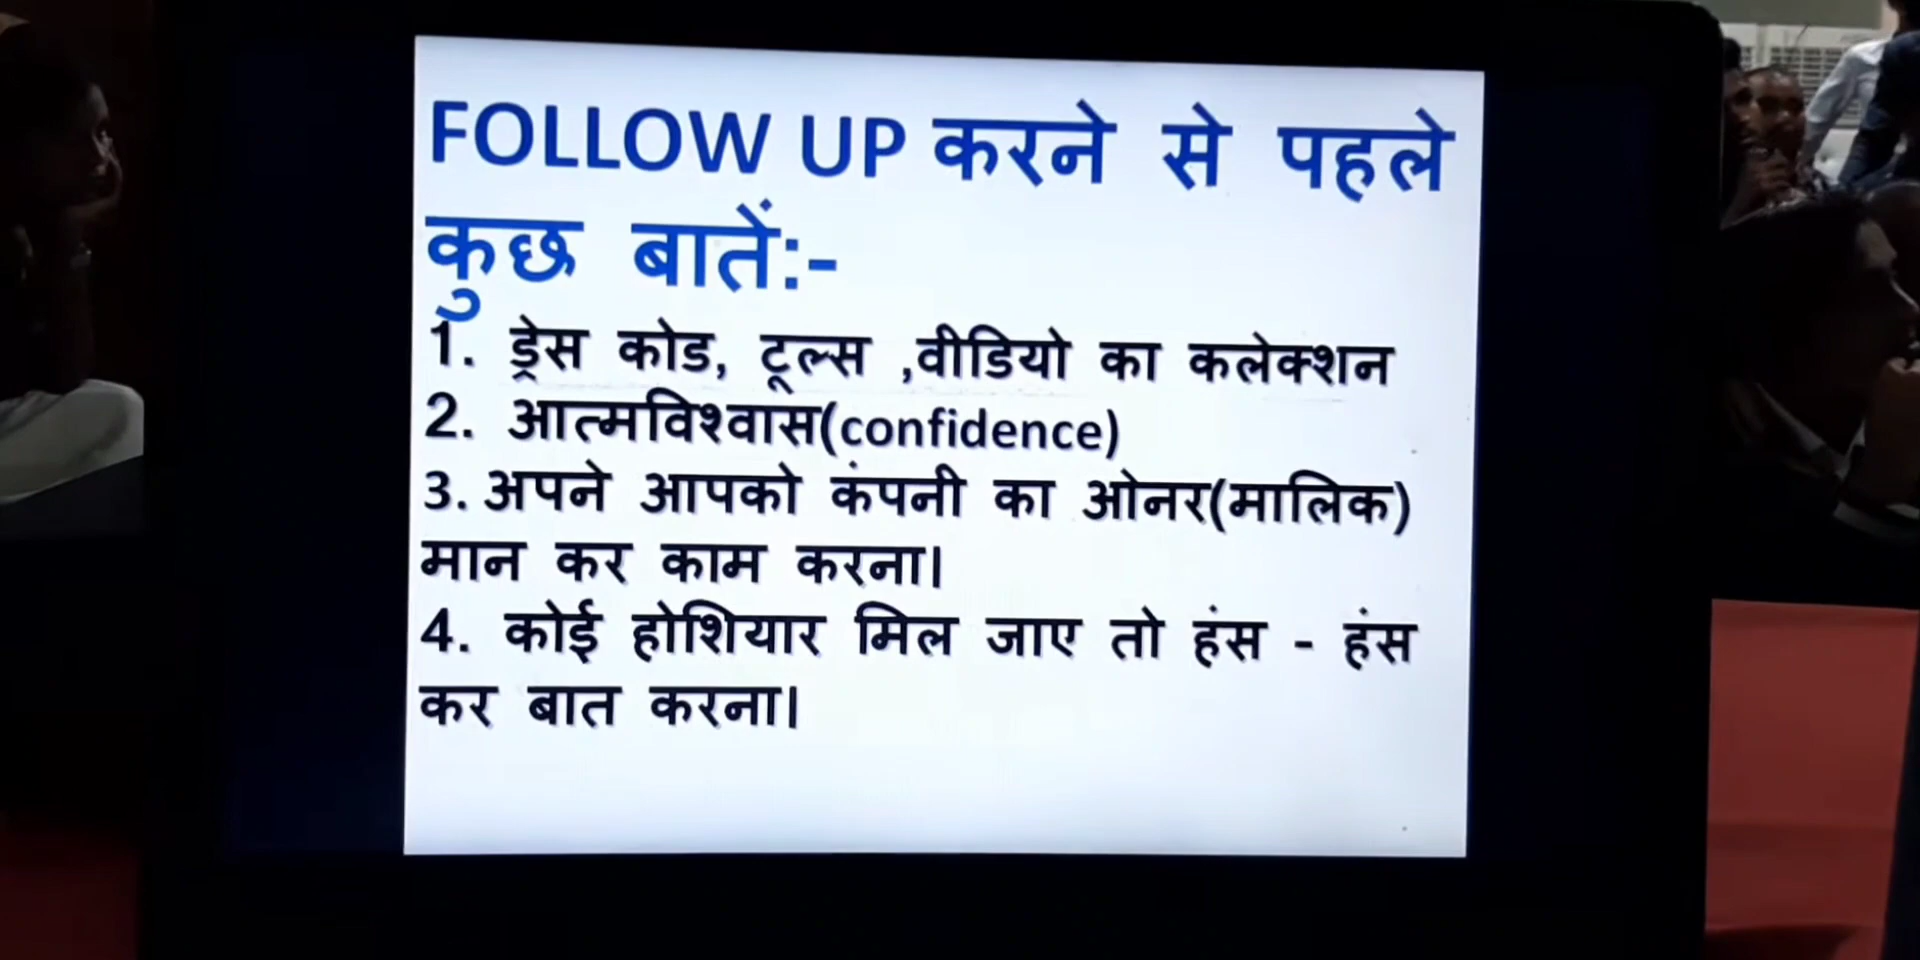 FOLLOW UP करने से पहले
कुछ बातें:-
1. ड्रेस कोड, टूल्स ,वीडियो का कलेक्शन
2. आत्मविश्वास(confidence)
3. अपने आपको कंपनी का ओनर(मालिक)
मान कर काम करना।
4. कोई होशियार मिल जाए तो हंस - हंस
कर बात करना।